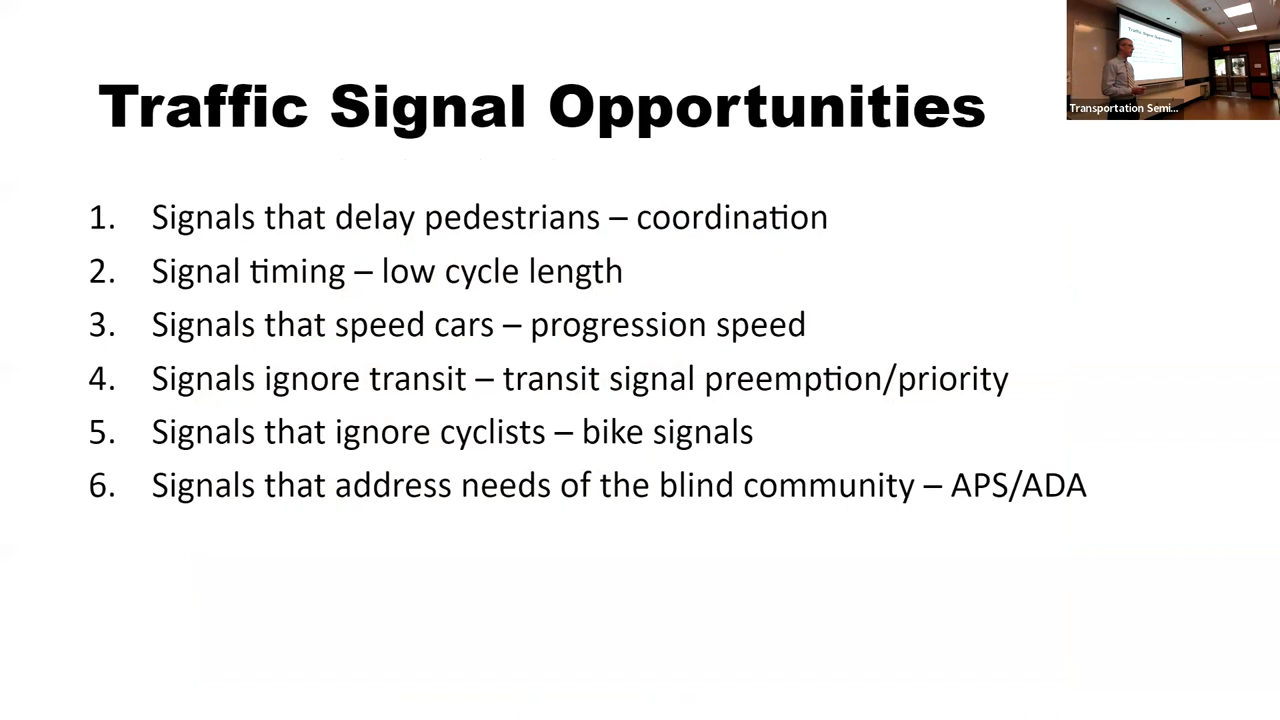 Traffic Signal Opportunities
Transportation Semi...
1. Signals that delay pedestrians – coordination
2. Signal timing – low cycle length
3. Signals that speed cars – progression speed
4. Signals ignore transit – transit signal preemption/priority
5. Signals that ignore cyclists – bike signals
6. Signals that address needs of the blind community – APS/ADA